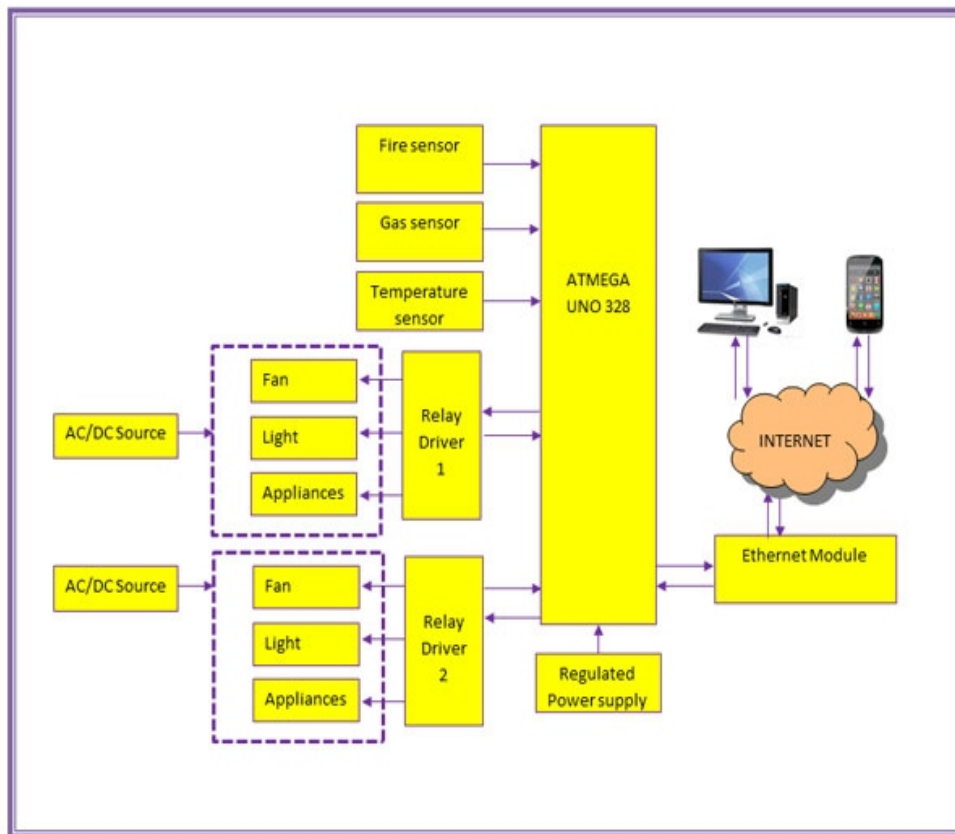 Fire sensor
Gas sensor
Temperature
sensor
ATMEGA
UNO 328
Fan
Light
Appliances
Relay
Driver
1
AC/DC Source
INTERNET
Ethernet Module
AC/DC Source
Fan
Light
Appliances
Relay
Driver
2
Regulated
Power supply